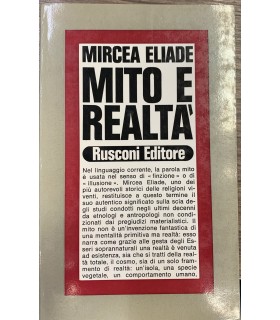 MIRCEA ELIADE
MITO E
REALTÀ
Rusconi Editore
Nel linguaggio corrente, la parola mito
è usata nel senso di «finzione» o di
«illusione». Mircea Eliade, uno dei
più autorevoli storici delle religioni vi-
venti, restituisce a questo termine il
suo autentico significato sulla scia de-
gli studi condotti negli ultimi decenni
da etnologi e antropologi non condi-
zionati dai pregiudizi materialistici. Il
mito non è un'invenzione fantastica di
una mentalità primitiva ma realtà: esso
narra come grazie alle gesta degli Es-
seri soprannaturali una realtà è venuta
ad esistenza, sia che si tratti della real-
tà totale, il cosmo, sia di un solo fram-
mento di realtà: un'isola, una specie
vegetale, un comportamento umano,